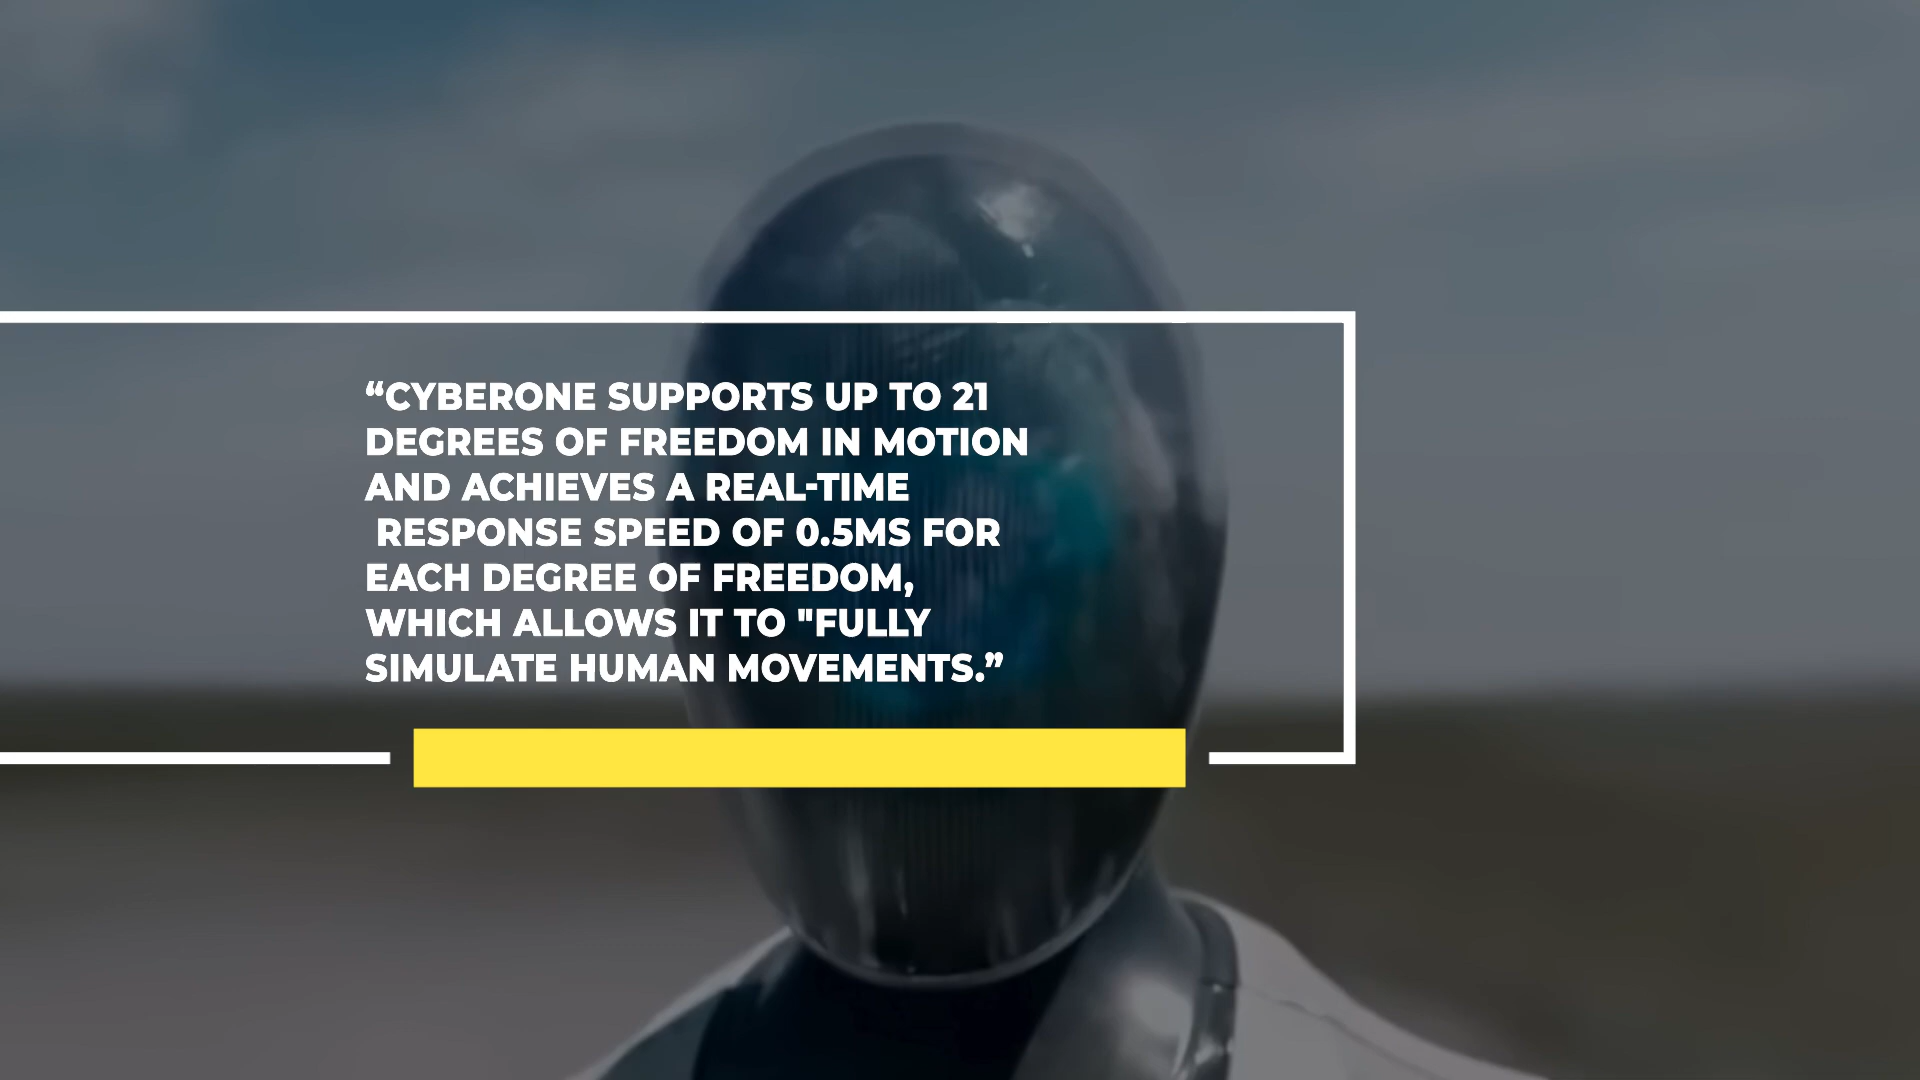 “CYBERONE SUPPORTS UP TO 21
DEGREES OF FREEDOM IN MOTION
AND ACHIEVES A REAL-TIME
RESPONSE SPEED OF 0.5MS FOR
EACH DEGREE OF FREEDOM,
WHICH ALLOWS IT TO "FULLY
SIMULATE HUMAN MOVEMENTS.”